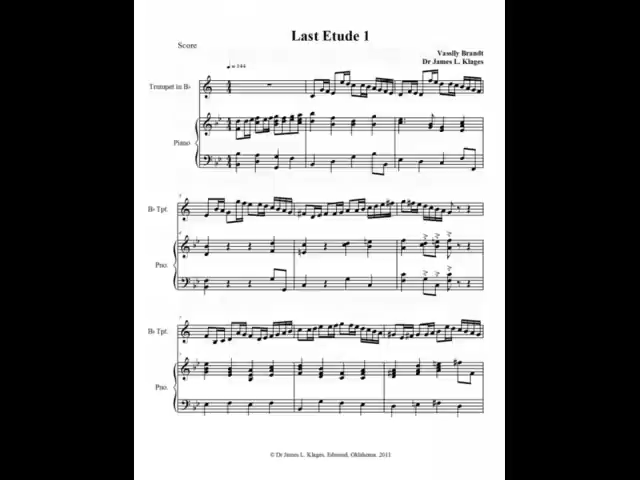 Last Etude 1
Score
Vassily Brandt
Dr James L. Klages
♩ = 144
Trumpet in B♭
Piano
B♭ Tpt.
Pno.
B♭ Tpt.
Pno.
© Dr James L. Klages, Edmond, Oklahoma. 2011